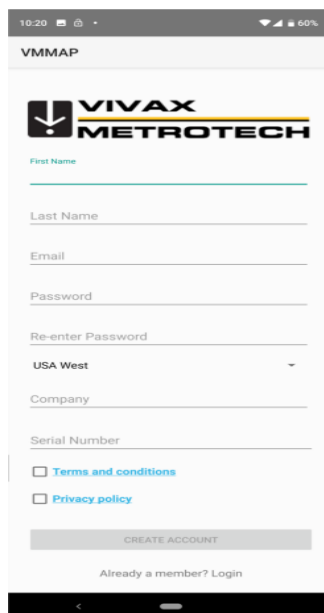 10:20
60%
VMMAP
VIVAX
METROTECH
First Name
Last Name
Email
Password
Re-enter Password
USA West
Company
Serial Number
Terms and conditions
Privacy policy
CREATE ACCOUNT
Already a member? Login